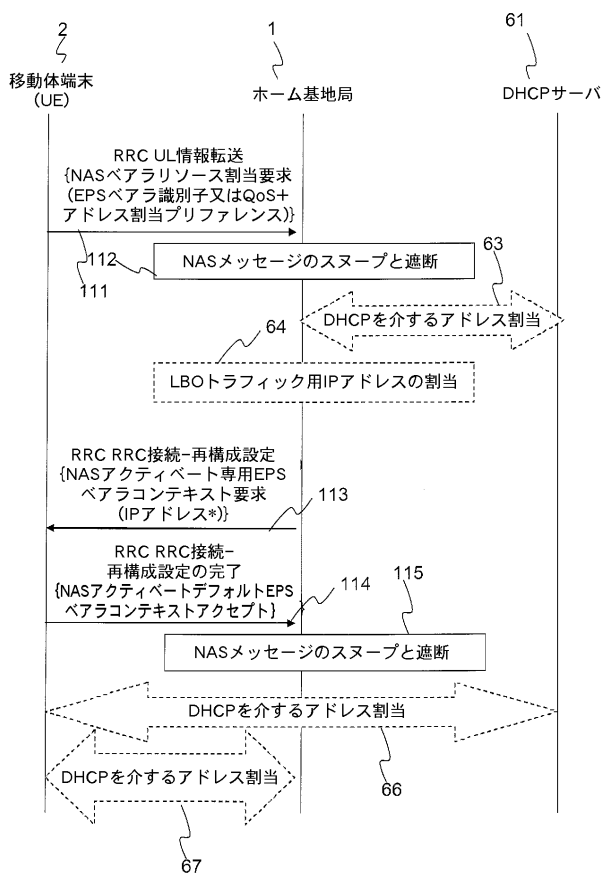 2
1
61
移動体端末
(UE)
ホーム基地局
DHCPサーバ
RRC UL情報転送
{NASベアラリソース割当要求
(EPSベアラ識別子又はQoS+
アドレス割当プリファレンス)}
111
112
NASメッセージのスヌープと遮断
63
DHCPを介するアドレス割当
64
LBOトラフィック用IPアドレスの割当
RRC RRC接続−再構成設定
{NASアクティベート専用EPS
ベアラコンテキスト要求
(IPアドレス*)}
113
RRC RRC接続−
再構成設定の完了
{NASアクティベートデフォルトEPS
ベアラコンテキストアクセプト}
114
115
NASメッセージのスヌープと遮断
DHCPを介するアドレス割当
66
DHCPを介するアドレス割当
67